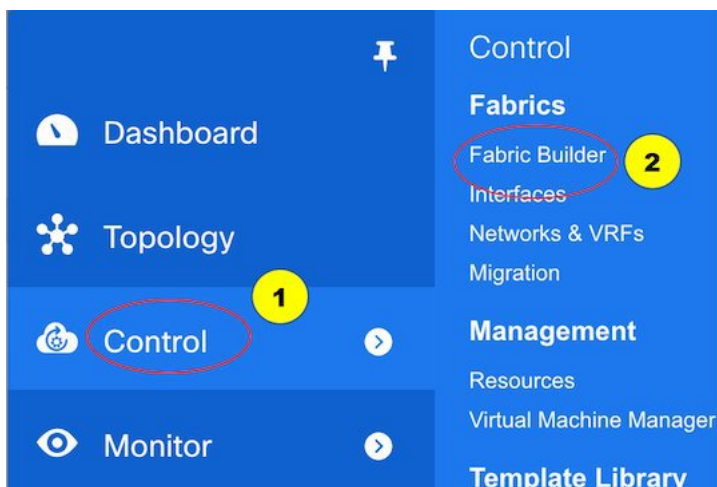 Dashboard
Topology
1
Control
Monitor
Control
Fabrics
Fabric Builder
2
Interfaces
Networks & VRFs
Migration
Management
Resources
Virtual Machine Manager
Template Library